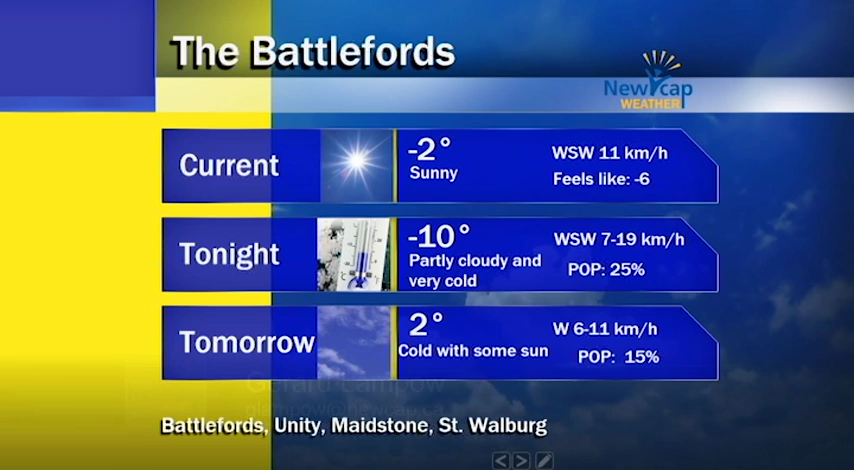 The Battlefords
Newcap
WEATHER
Current
-2°
Sunny
WSW 11 km/h
Feels like: -6
Tonight
-10°
Partly cloudy and
very cold
WSW 7-19 km/h
POP: 25%
Tomorrow
2°
Cold with some sun
W 6-11 km/h
POP: 15%
Battlefords, Unity, Maidstone, St. Walburg